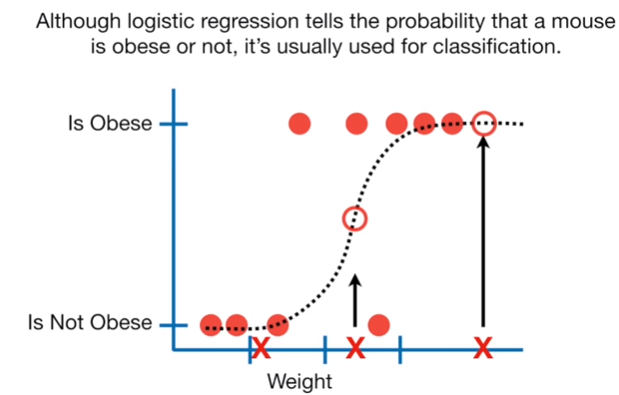 Although logistic regression tells the probability that a mouse
is obese or not, it's usually used for classification.
Is Obese
Is Not Obese
X X X
Weight